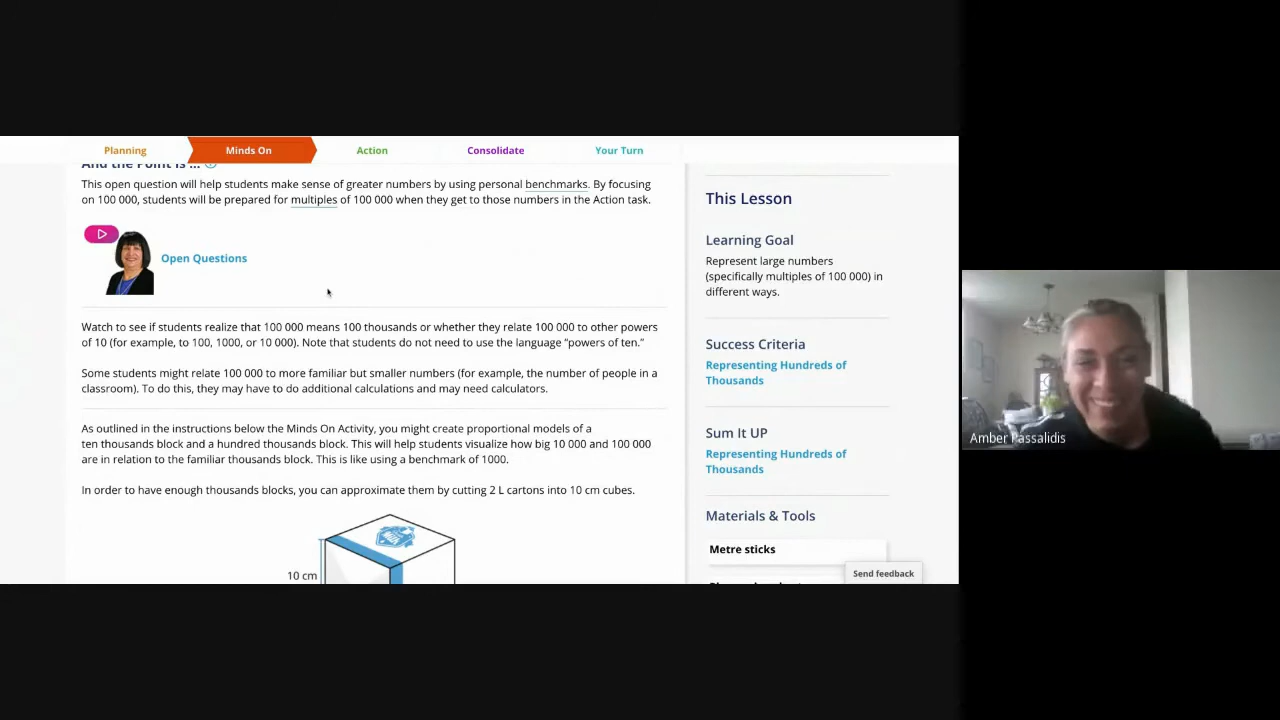 Planning
Minds On
Action
Consolidate
Your Turn
And the Point is ...
This open question will help students make sense of greater numbers by using personal benchmarks. By focusing
on 100 000, students will be prepared for multiples of 100 000 when they get to those numbers in the Action task.
Open Questions
Watch to see if students realize that 100 000 means 100 thousands or whether they relate 100 000 to other powers
of 10 (for example, to 100, 1000, or 10 000). Note that students do not need to use the language “powers of ten.”
Some students might relate 100 000 to more familiar but smaller numbers (for example, the number of people in a
classroom). To do this, they may have to do additional calculations and may need calculators.
As outlined in the instructions below the Minds On Activity, you might create proportional models of a
ten thousands block and a hundred thousands block. This will help students visualize how big 10 000 and 100 000
are in relation to the familiar thousands block. This is like using a benchmark of 1000.
In order to have enough thousands blocks, you can approximate them by cutting 2 L cartons into 10 cm cubes.
10 cm
This Lesson
Learning Goal
Represent large numbers
(specifically multiples of 100 000) in
different ways.
Success Criteria
Representing Hundreds of
Thousands
Sum It UP
Representing Hundreds of
Thousands
Materials & Tools
Metre sticks
Send feedback
Amber Passalidis